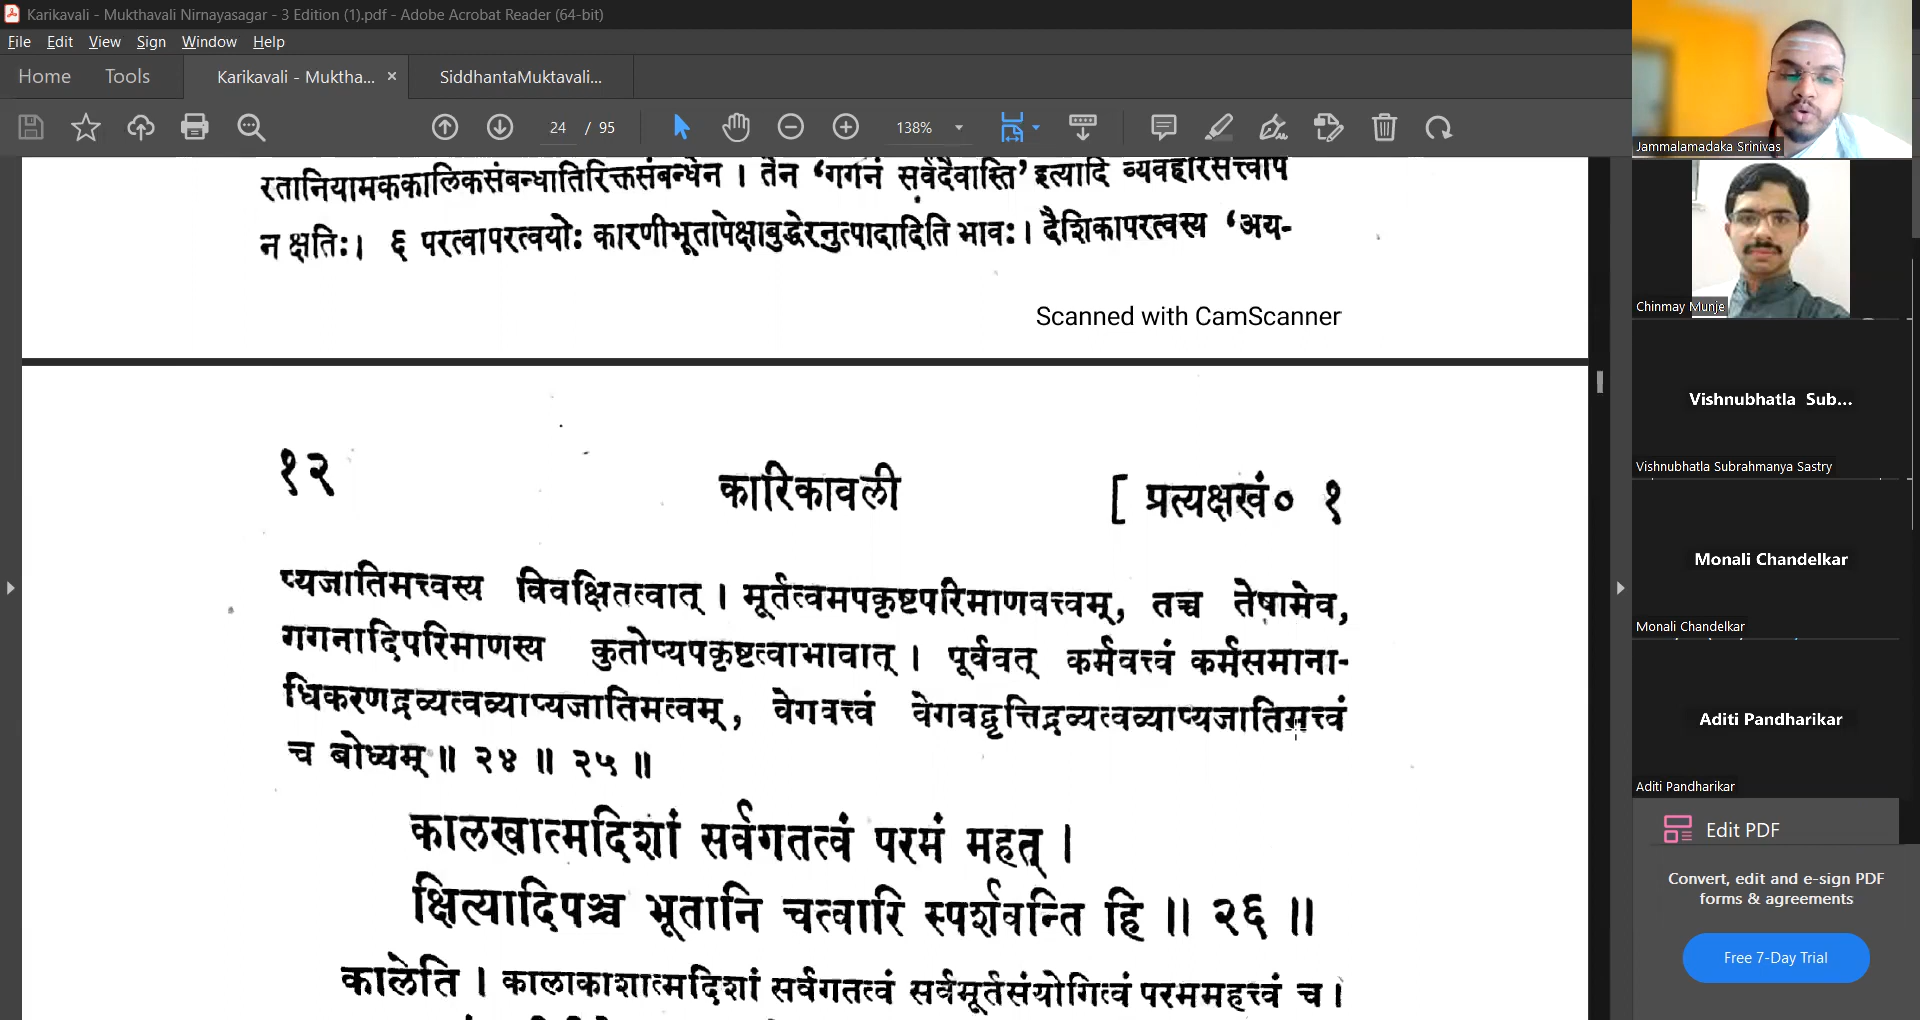 Karikavali - Mukthavali Nirnayasagar - 3 Edition (1).pdf - Adobe Acrobat Reader (64-bit)
File Edit View Sign Window Help
Home Tools Karikavali - Muktha... × SiddhantaMuktavali...
24 / 95 138%
रतानियामककालिकसंबन्धातिरिक्तसंबन्धेन । तेन ‘गगनं सर्वदैवास्ति’ इत्यादि व्यवहारसत्त्वेऽपि
न क्षतिः। ६ परत्वापरत्वयोः कारणीभूतापेक्षाबुद्धेरनुत्पादादिति भावः। दैशिकापरत्वस्य ‘अय-
Scanned with CamScanner
१२ कारिकावली [ प्रत्यक्षखं० १
प्यजातिमत्त्वस्य विवक्षितत्वात् । मूर्तत्वमपकृष्टपरिमाणवत्त्वम्, तच्च तेषामेव,
गगनादिपरिमाणस्य कुतोप्यपकृष्टत्वाभावात् । पूर्ववत् कर्मवत्त्वं कर्मसमाना-
धिकरणद्रव्यत्वव्याप्यजातिमत्वम्, वेगवत्त्वं वेगवद्वृत्तिद्रव्यत्वव्याप्यजातिमत्त्वं
च बोध्यम् ॥ २४ ॥ २५ ॥
कालखात्मदिशां सर्वगतत्वं परमं महत् ।
क्षित्यादिपञ्च भूतानि चत्वारि स्पर्शवन्ति हि ॥ २६ ॥
कालेति । कालाकाशात्मदिशां सर्वगतत्वं सर्वमूर्तसंयोगित्वं परममहत्त्वं च ।
Jammalamadaka Srinivas
Chinmay Munje
Vishnubhatla Sub...
Vishnubhatla Subrahmanya Sastry
Monali Chandelkar
Monali Chandelkar
Aditi Pandharikar
Aditi Pandharikar
Edit PDF
Convert, edit and e-sign PDF
forms & agreements
Free 7-Day Trial